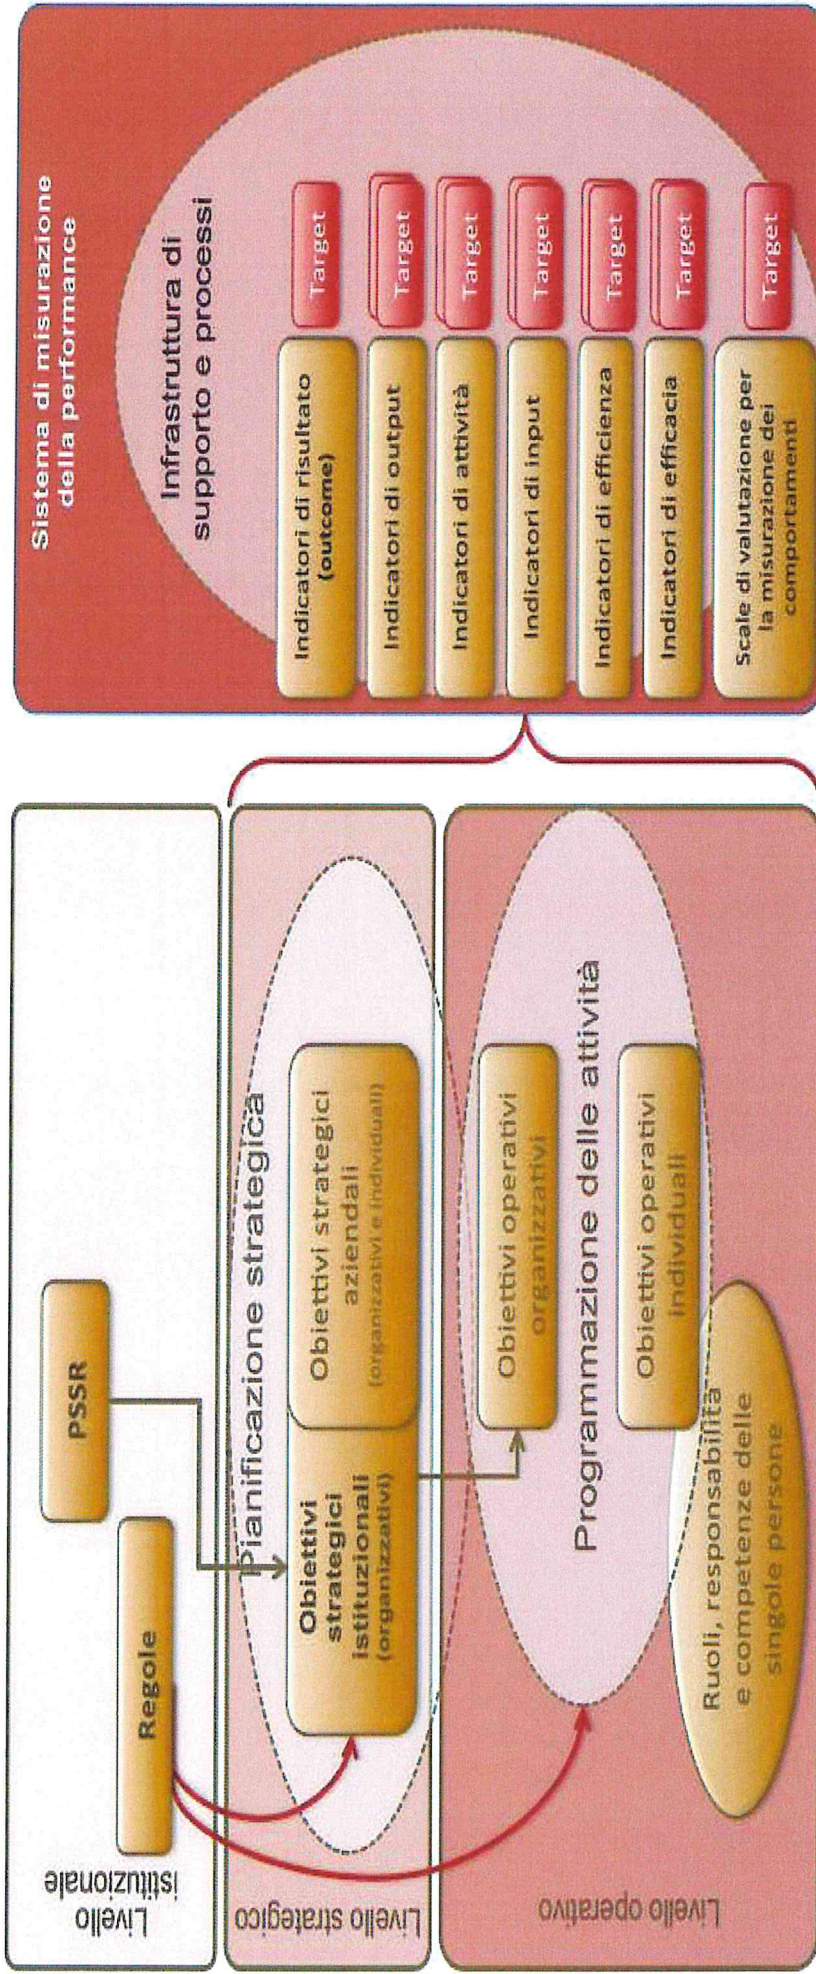 Livello
istituzionale
Regole
PSSR
Livello strategico
Pianificazione strategica
Obiettivi
strategici
istituzionali
(organizzativi)
Obiettivi strategici
aziendali
(organizzativi e individuali)
Livello operativo
Obiettivi operativi
organizzativi
Programmazione delle attività
Obiettivi operativi
individuali
Ruoli, responsabilità
e competenze delle
singole persone
Sistema di misurazione
della performance
Infrastruttura di
supporto e processi
Indicatori di risultato
(outcome)
Target
Indicatori di output
Target
Indicatori di attività
Target
Indicatori di input
Target
Indicatori di efficienza
Target
Indicatori di efficacia
Target
Scale di valutazione per
la misurazione dei
comportamenti
Target